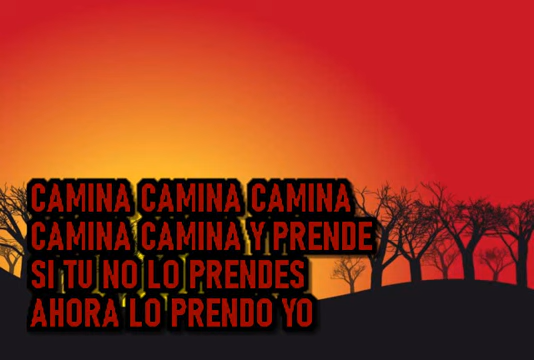 CAMINA CAMINA CAMINA
CAMINA CAMINA Y PRENDE
SI TU NO LO PRENDES
AHORA LO PRENDO YO